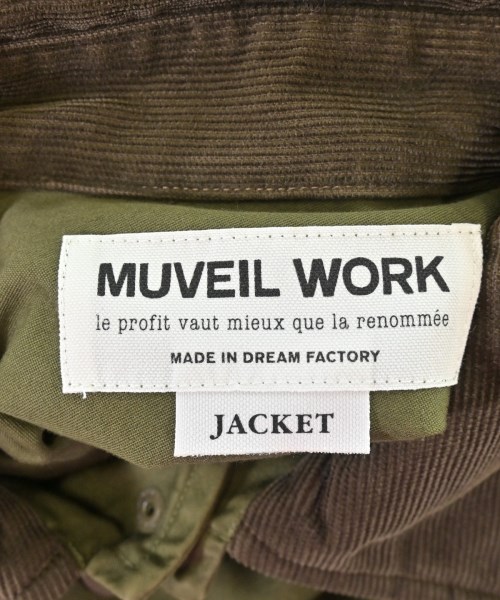 MUVEIL WORK
le profit vaut mieux que la renommée
MADE IN DREAM FACTORY
JACKET